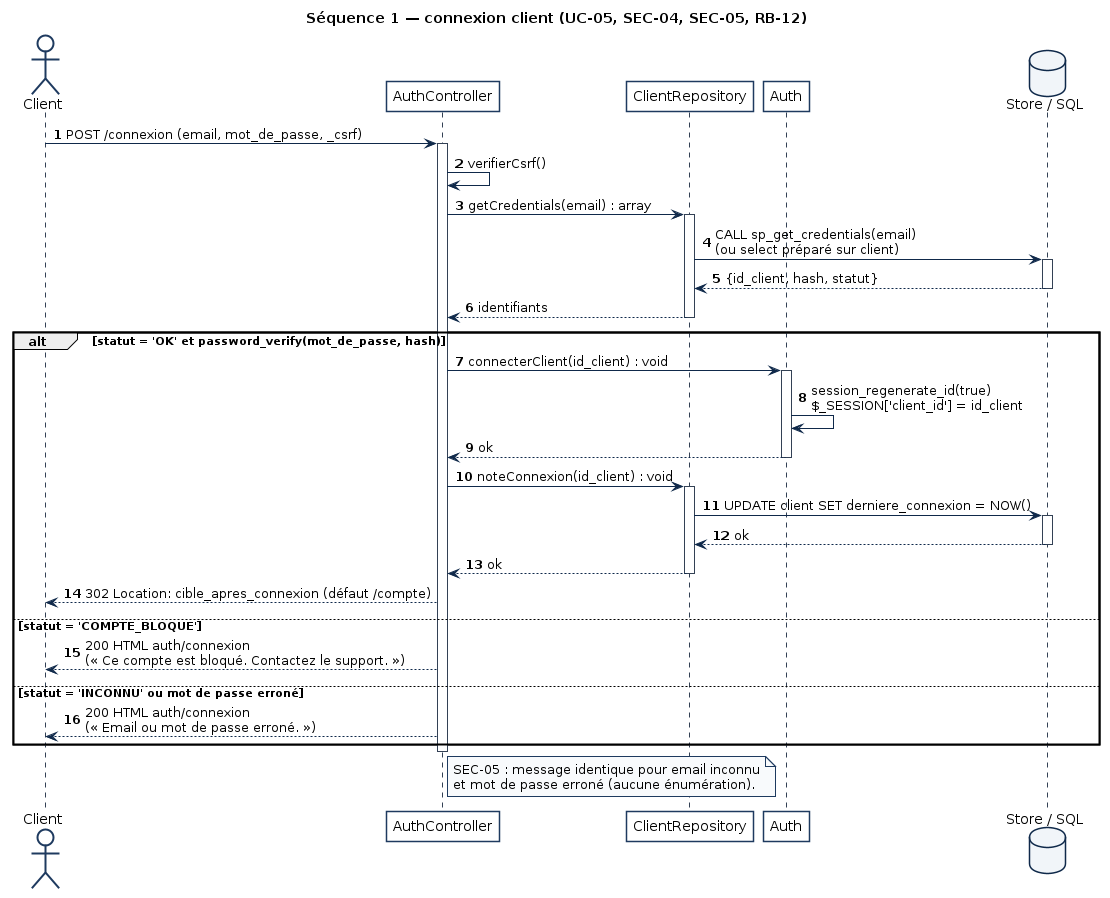 Séquence 1 — connexion client (UC-05, SEC-04, SEC-05, RB-12)
Client
AuthController
ClientRepository
Auth
Store / SQL
1 POST /connexion (email, mot_de_passe, _csrf)
2 verifierCsrf()
3 getCredentials(email) : array
4 CALL sp_get_credentials(email)
(ou select préparé sur client)
5 {id_client, hash, statut}
6 identifiants
alt [statut = 'OK' et password_verify(mot_de_passe, hash)]
7 connecterClient(id_client) : void
8 session_regenerate_id(true)
$_SESSION['client_id'] = id_client
9 ok
10 noteConnexion(id_client) : void
11 UPDATE client SET derniere_connexion = NOW()
12 ok
13 ok
14 302 Location: cible_apres_connexion (défaut /compte)
[statut = 'COMPTE_BLOQUE']
15 200 HTML auth/connexion
(« Ce compte est bloqué. Contactez le support. »)
[statut = 'INCONNU' ou mot de passe erroné]
16 200 HTML auth/connexion
(« Email ou mot de passe erroné. »)
SEC-05 : message identique pour email inconnu
et mot de passe erroné (aucune énumération).
Client
AuthController
ClientRepository
Auth
Store / SQL